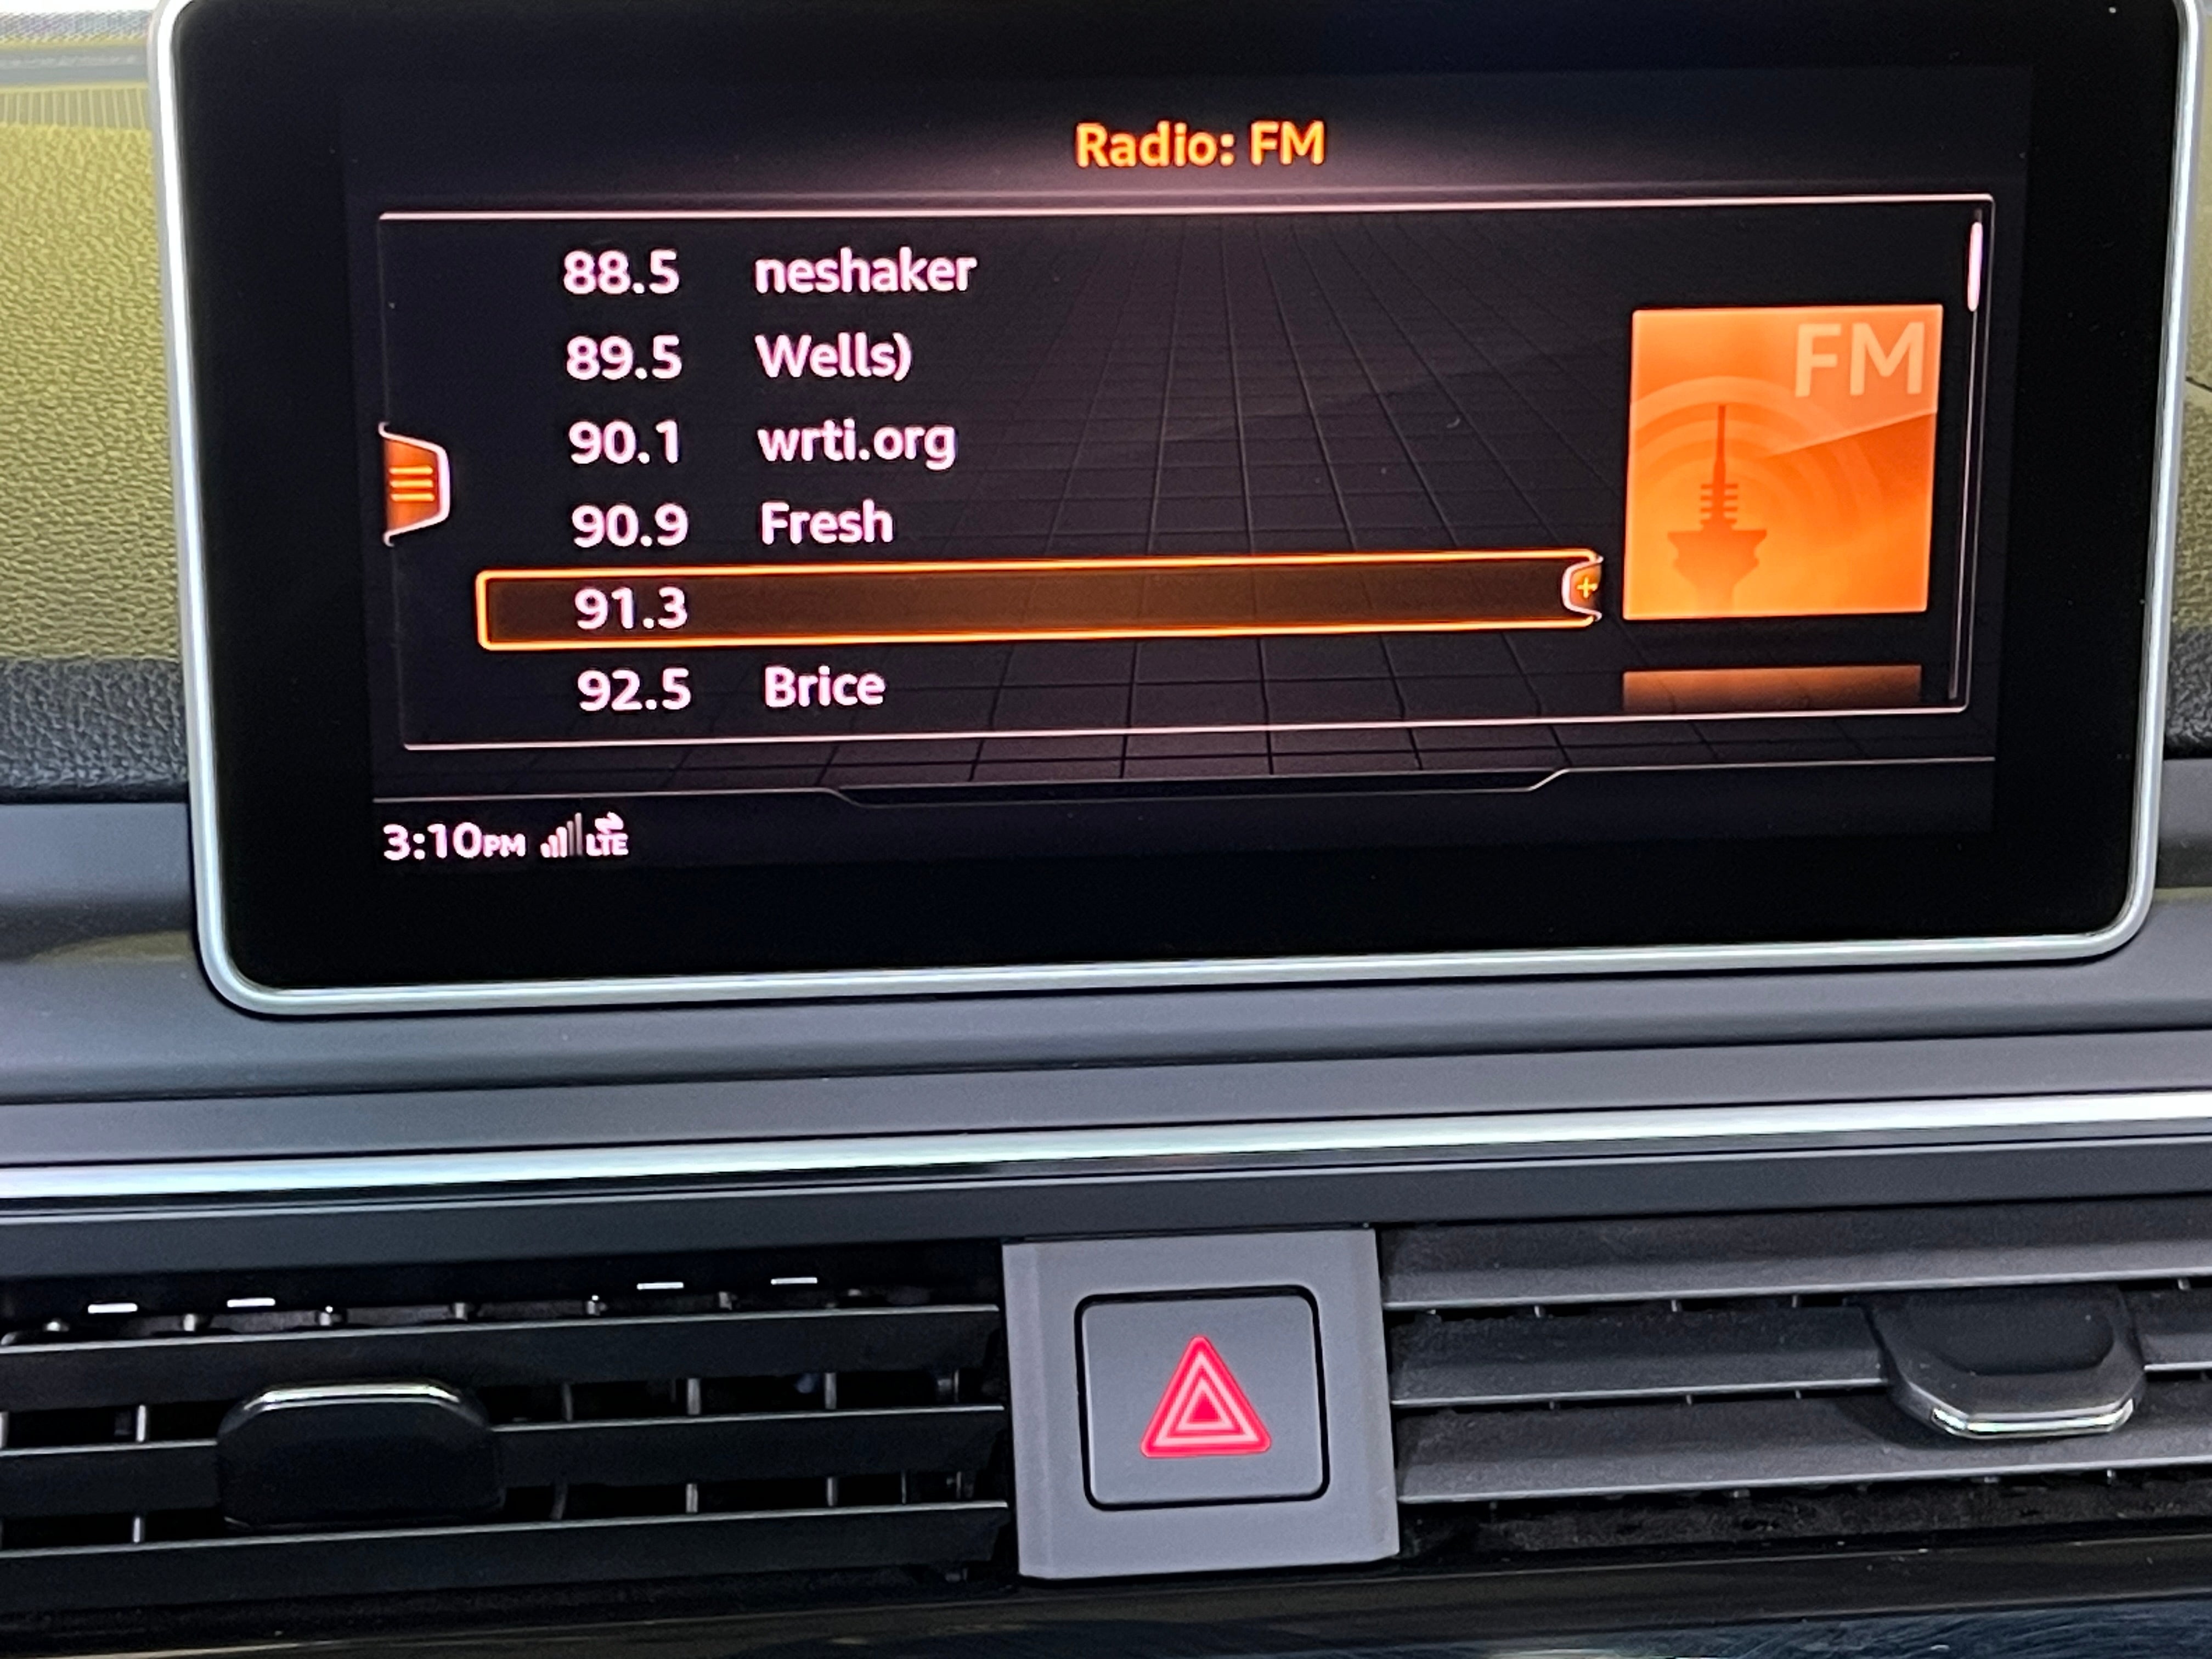 Radio: FM
88.5 neshaker
89.5 Wells)
90.1 wrti.org
90.9 Fresh
91.3
92.5 Brice
FM
3:10PM LTE